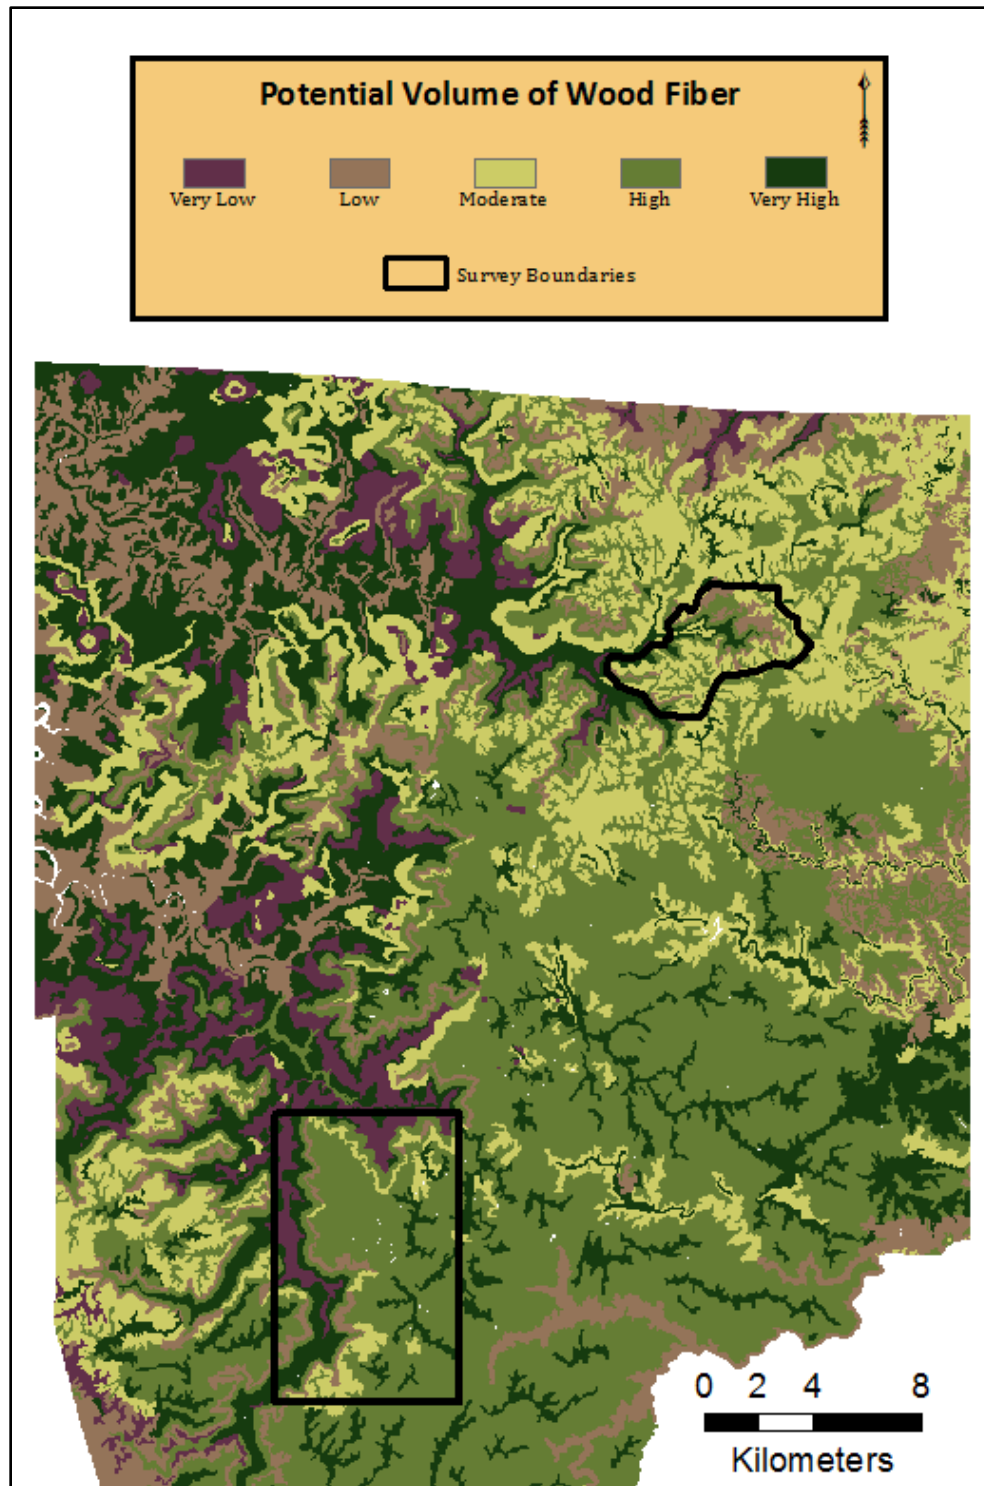 Potential Volume of Wood Fiber
Very Low Low Moderate High Very High
Survey Boundaries
0 2 4 8
Kilometers